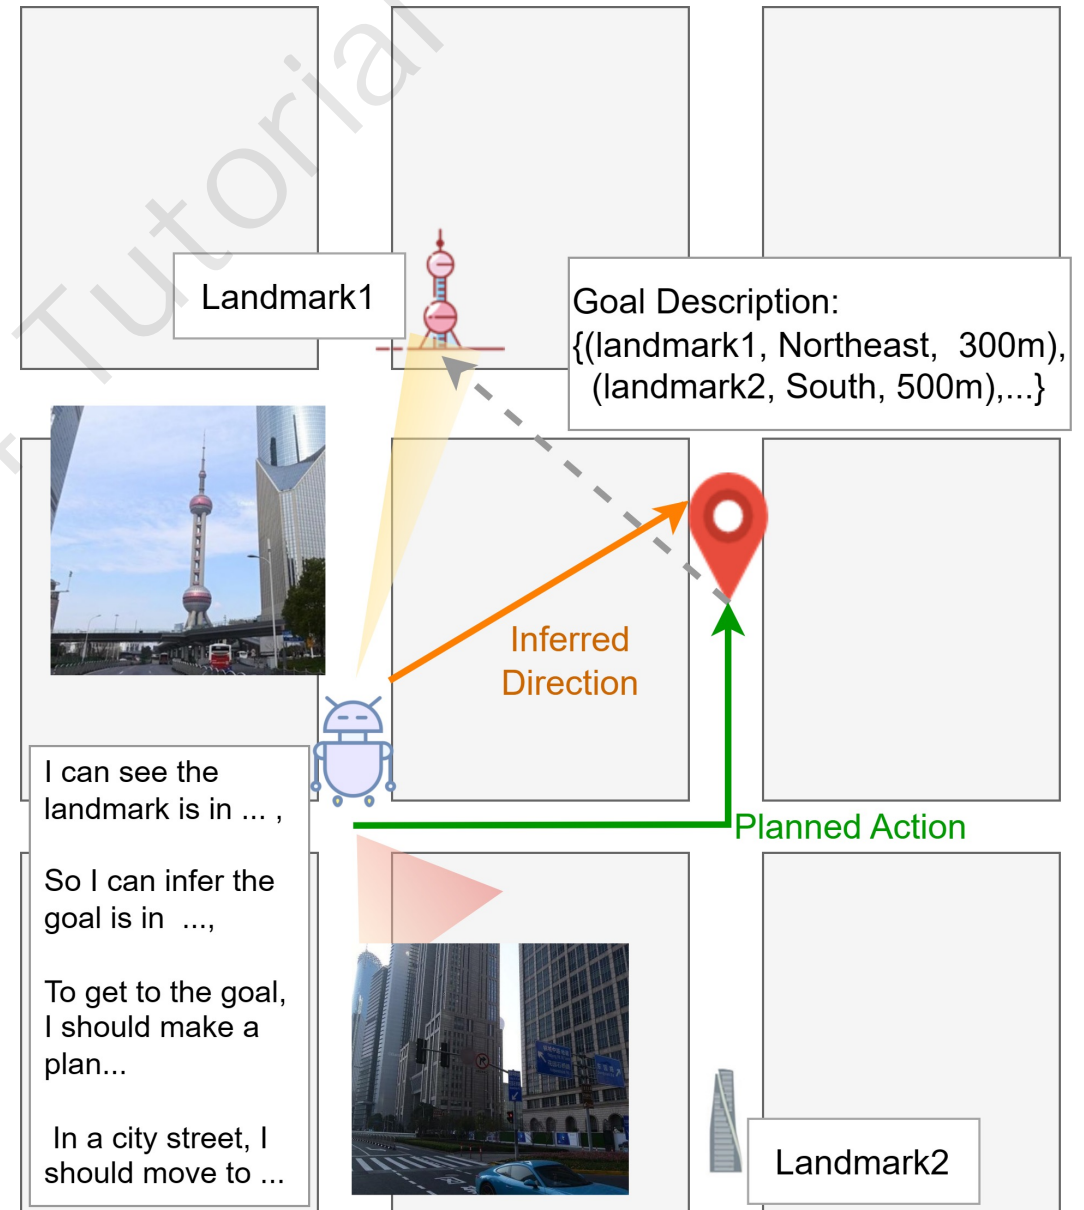 Tutorial
Landmark1
Goal Description:
{(landmark1, Northeast, 300m),
(landmark2, South, 500m),...}
Inferred
Direction
I can see the
landmark is in ... ,
So I can infer the
goal is in ...,
To get to the goal,
I should make a
plan...
In a city street, I
should move to ...
Planned Action
Landmark2